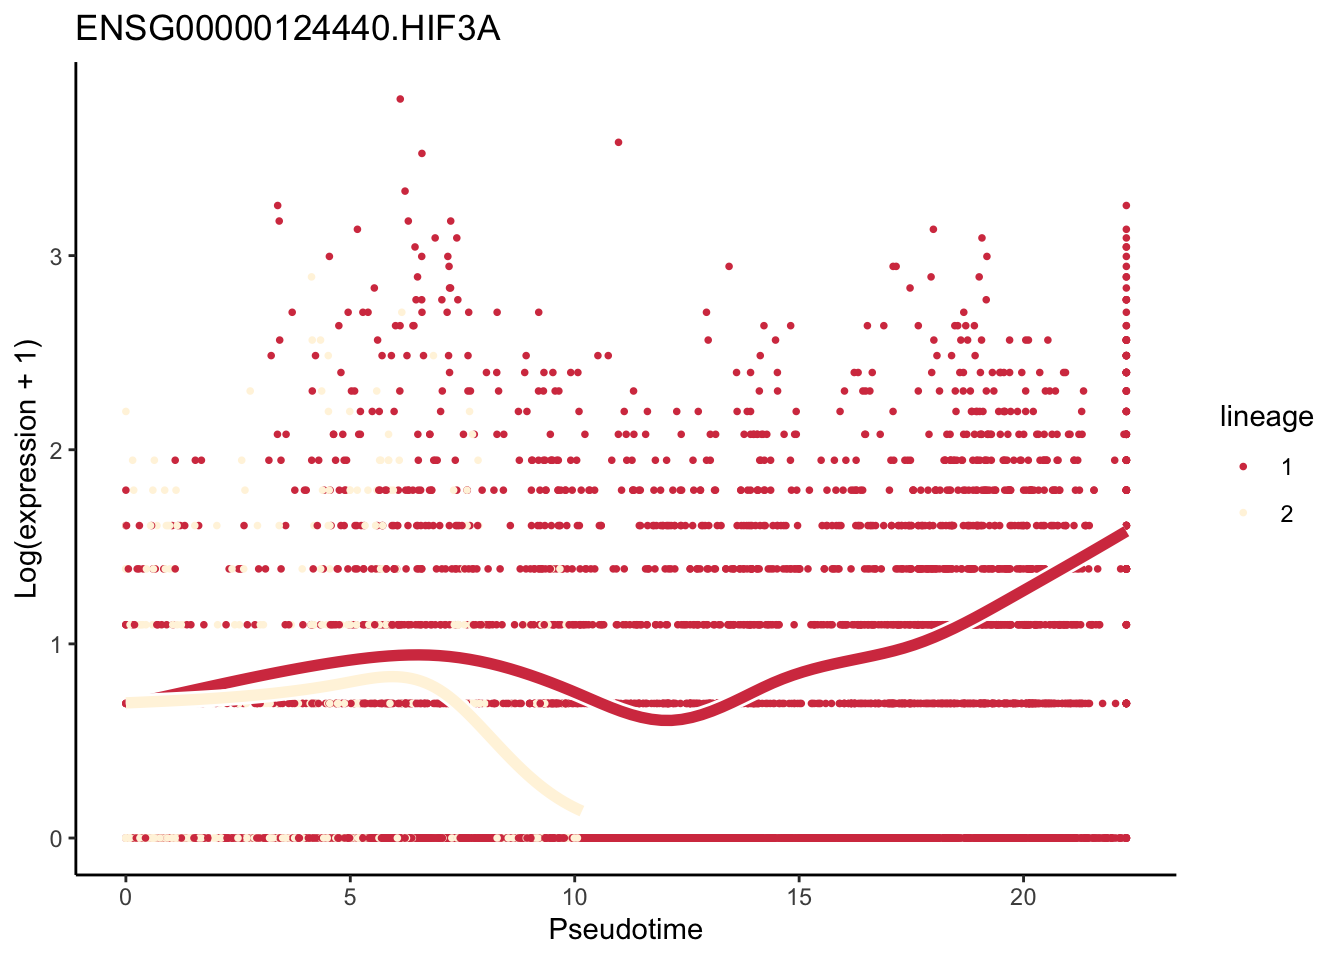 ENSG00000124440.HIF3A
Log(expression + 1)
3
2
1
0
0 5 10 15 20
Pseudotime
lineage
1
2